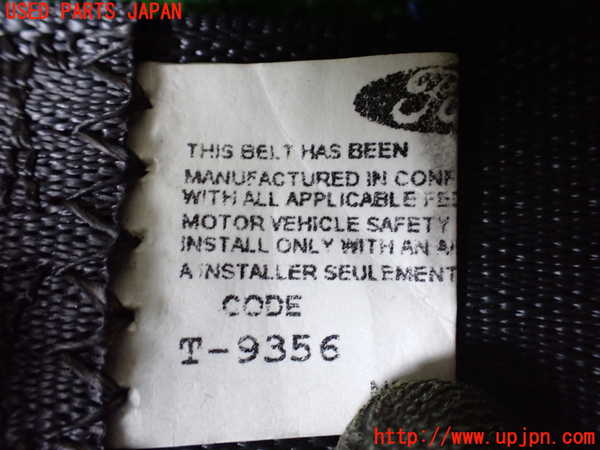 USED PARTS JAPAN
THIS BELT HAS BEEN
MANUFACTURED IN CONF
WITH ALL APPLICABLE FE
MOTOR VEHICLE SAFETY
INSTALL ONLY WITH AN A
A INSTALLER SEULEMENT
CODE
T-9356
http://www.upjpn.com/